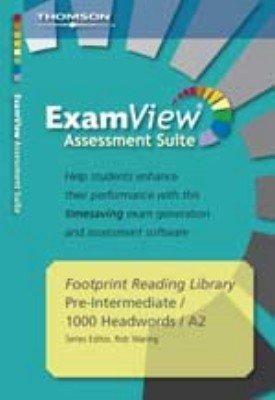 THOMSON
ExamView®
Assessment Suite
Help students enhance
their performance with this
timesaving exam generation
and assessment software
Footprint Reading Library
Pre-Intermediate /
1000 Headwords / A2
Series Editor, Rob Waring
ExamView Assessment Suite